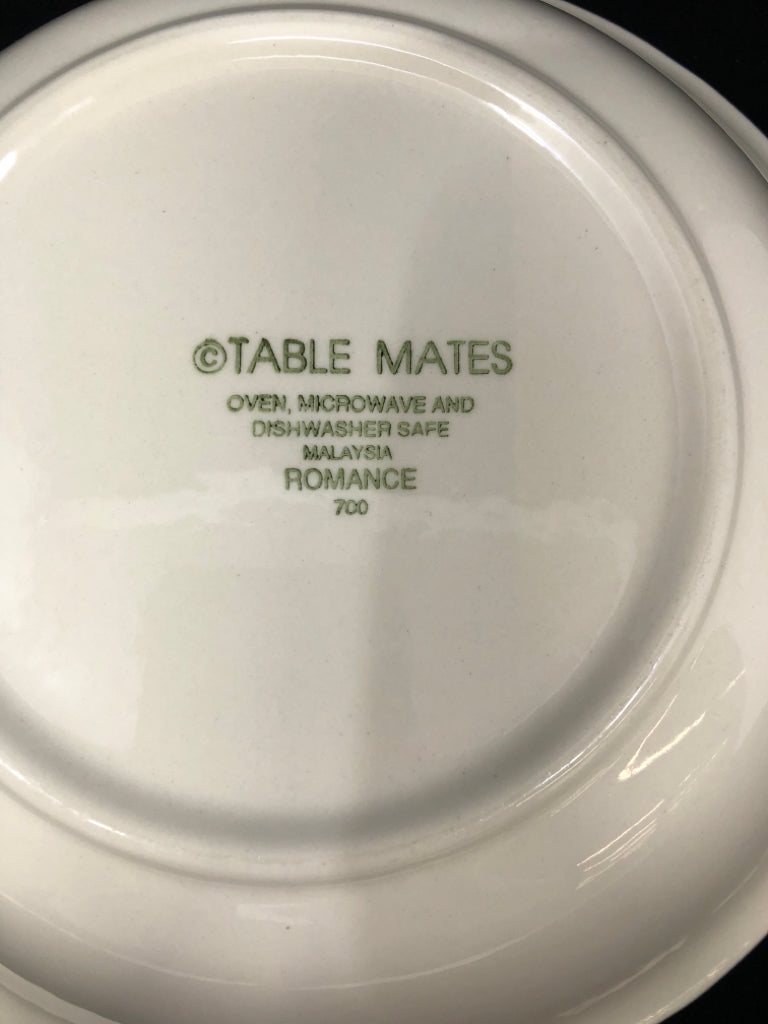 ©TABLE MATES
OVEN, MICROWAVE AND
DISHWASHER SAFE
MALAYSIA
ROMANCE
700